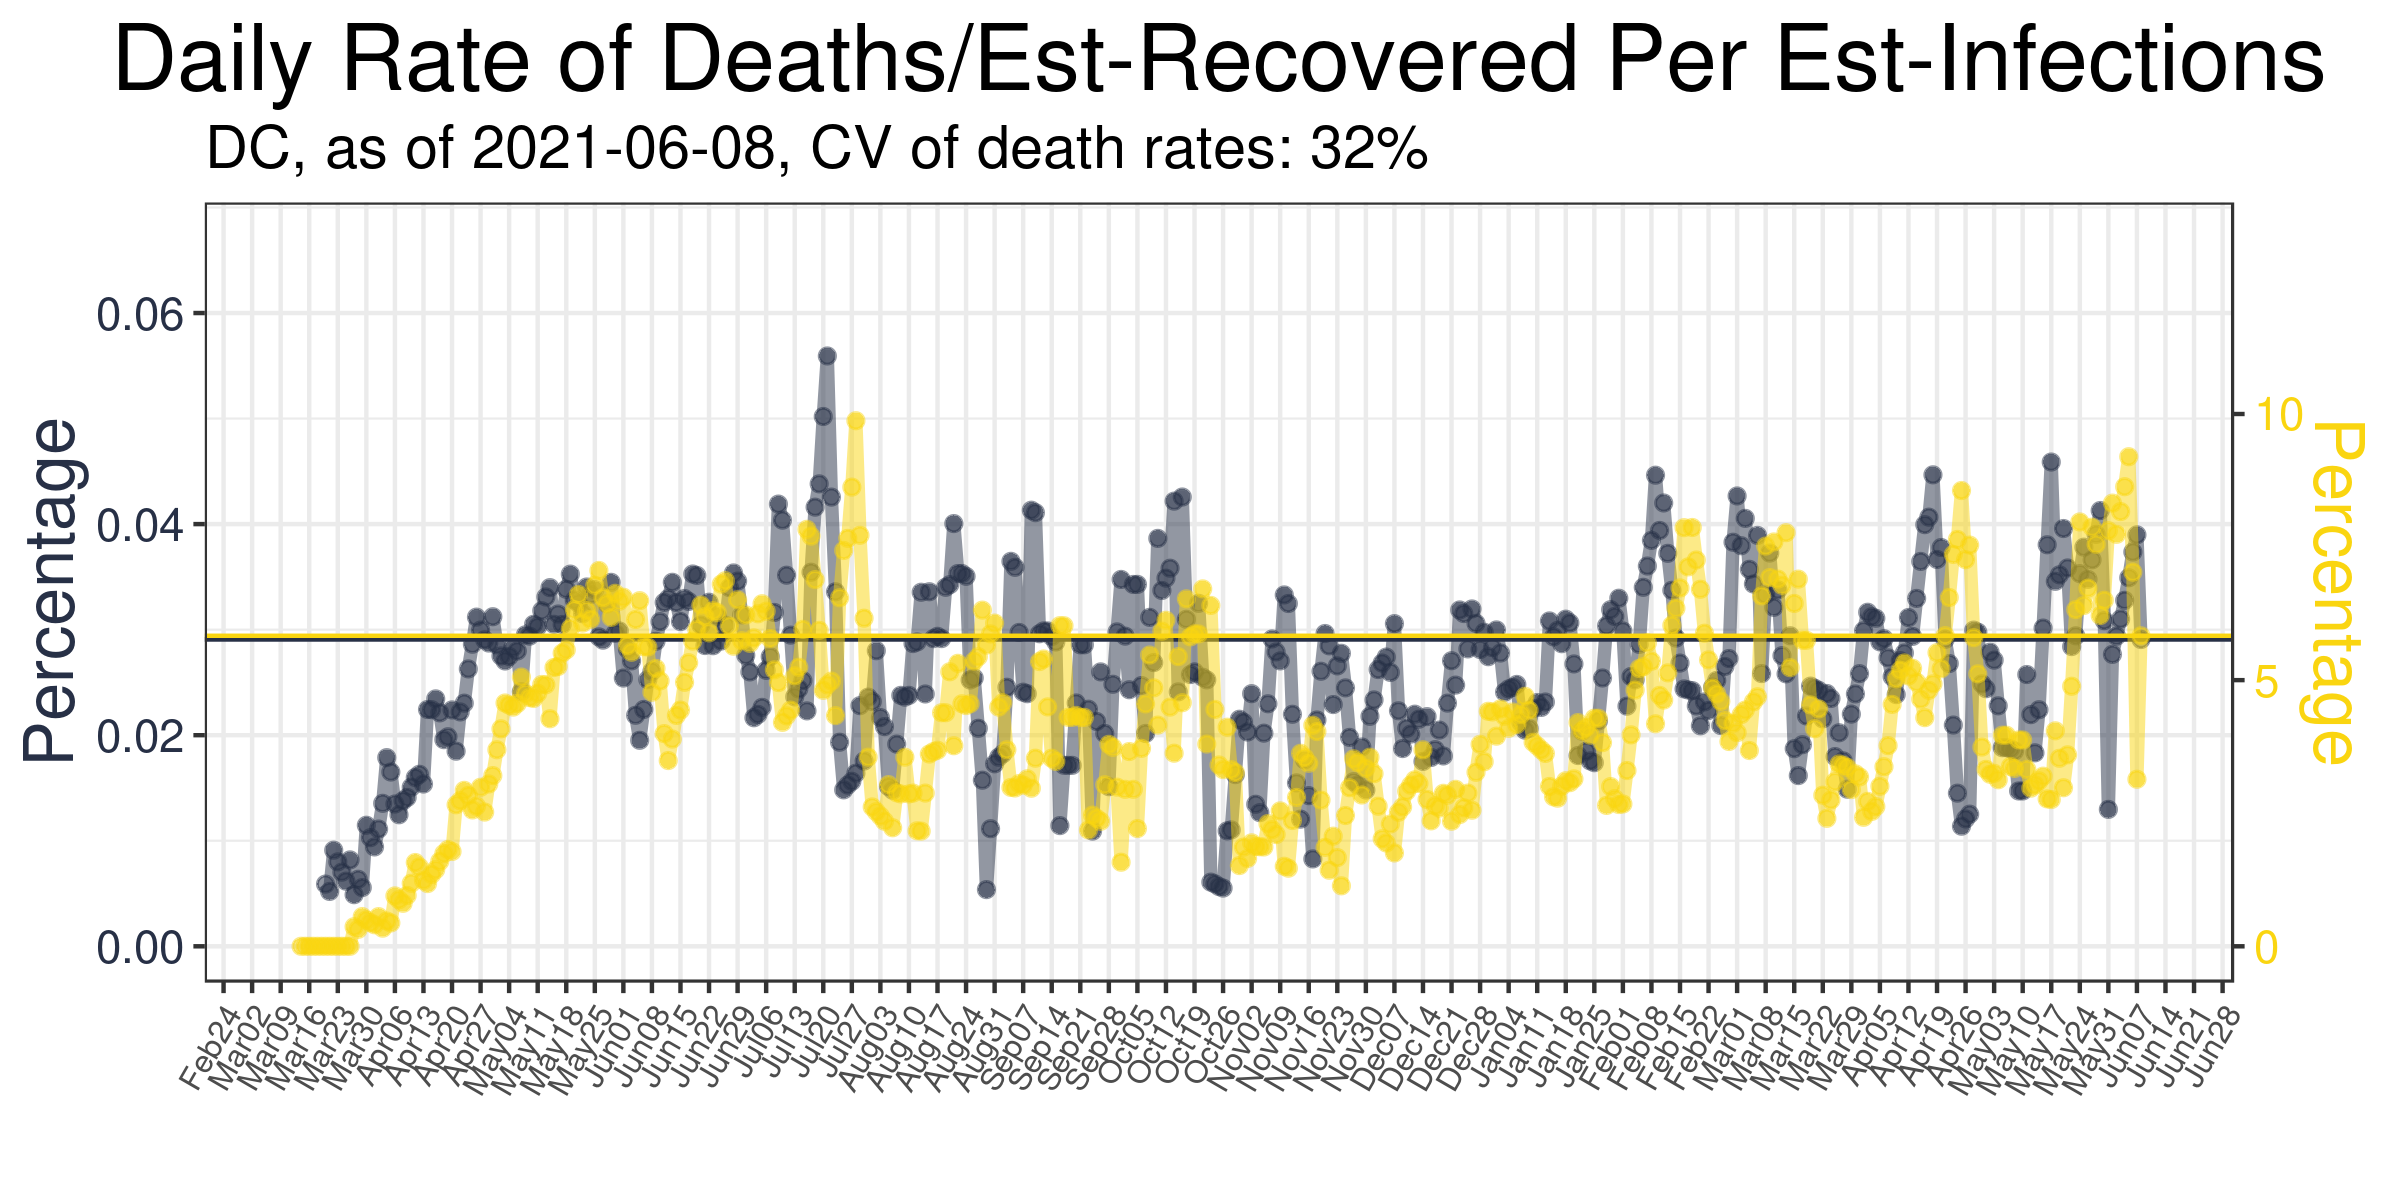 Daily Rate of Deaths/Est-Recovered Per Est-Infections
DC, as of 2021-06-08, CV of death rates: 32%
Percentage
0.06
0.04
0.02
0.00
10
5
0
Percentage
Feb24
Mar02
Mar09
Mar16
Mar23
Mar30
Apr06
Apr13
Apr20
Apr27
May04
May11
May18
May25
Jun01
Jun08
Jun15
Jun22
Jun29
Jul06
Jul13
Jul20
Jul27
Aug03
Aug10
Aug17
Aug24
Aug31
Sep07
Sep14
Sep21
Sep28
Oct05
Oct12
Oct19
Oct26
Nov02
Nov09
Nov16
Nov23
Nov30
Dec07
Dec14
Dec21
Dec28
Jan04
Jan11
Jan18
Jan25
Feb01
Feb08
Feb15
Feb22
Mar01
Mar08
Mar15
Mar22
Mar29
Apr05
Apr12
Apr19
Apr26
May03
May10
May17
May24
May31
Jun07
Jun14
Jun21
Jun28